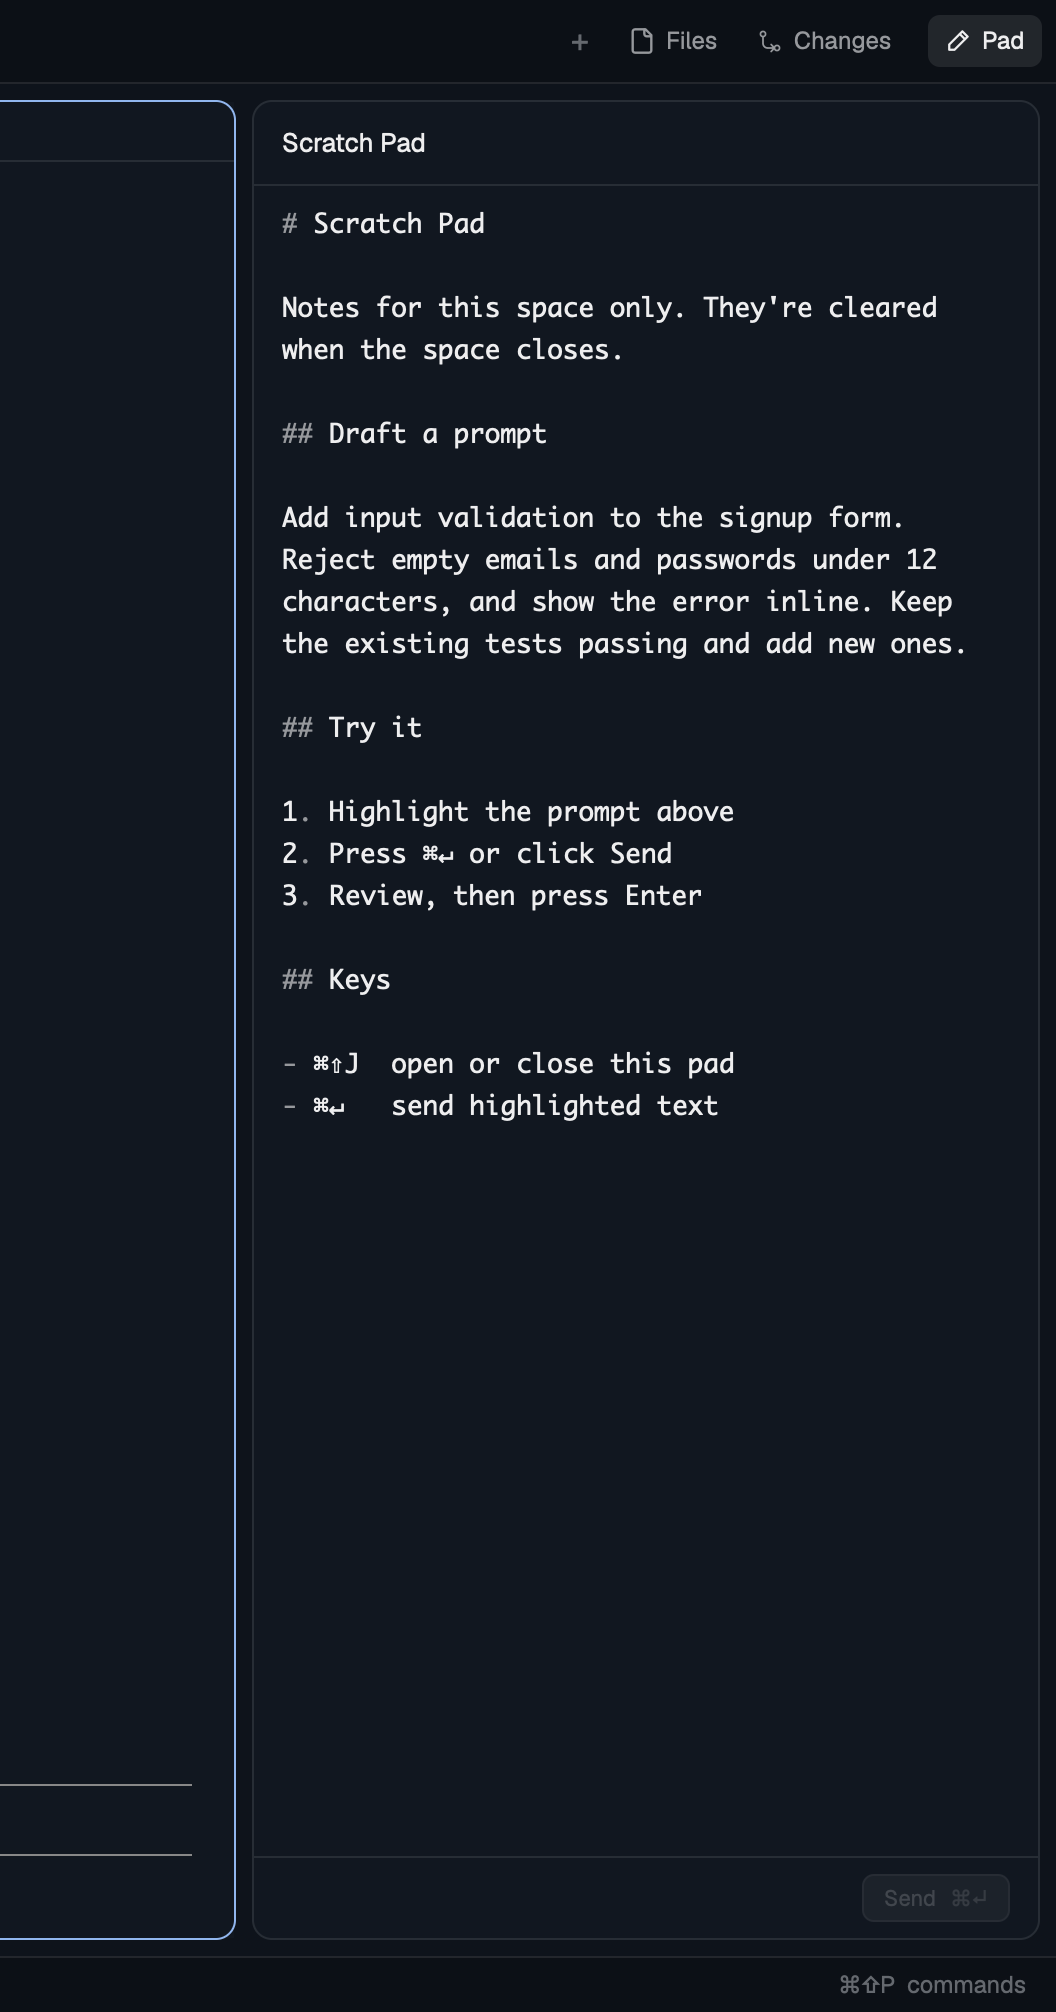 + Files Changes Pad
Scratch Pad
# Scratch Pad
Notes for this space only. They're cleared
when the space closes.
## Draft a prompt
Add input validation to the signup form.
Reject empty emails and passwords under 12
characters, and show the error inline. Keep
the existing tests passing and add new ones.
## Try it
1. Highlight the prompt above
2. Press ⌘↵ or click Send
3. Review, then press Enter
## Keys
- ⌘⇧J  open or close this pad
- ⌘↵   send highlighted text
Send ⌘↵
⌘⇧P commands